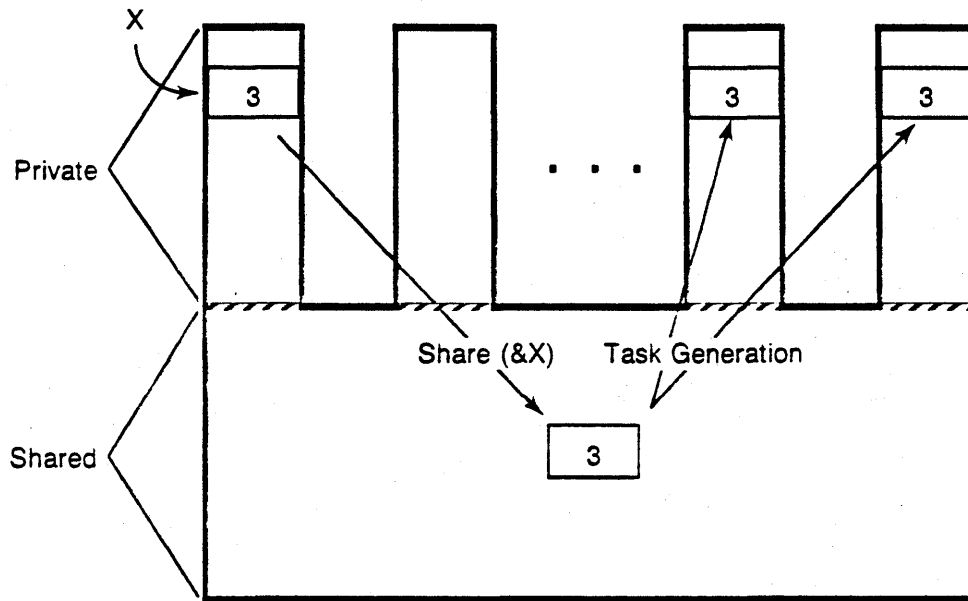 X
3
3
3
Private
. . .
Share (&X)
Task Generation
Shared
3